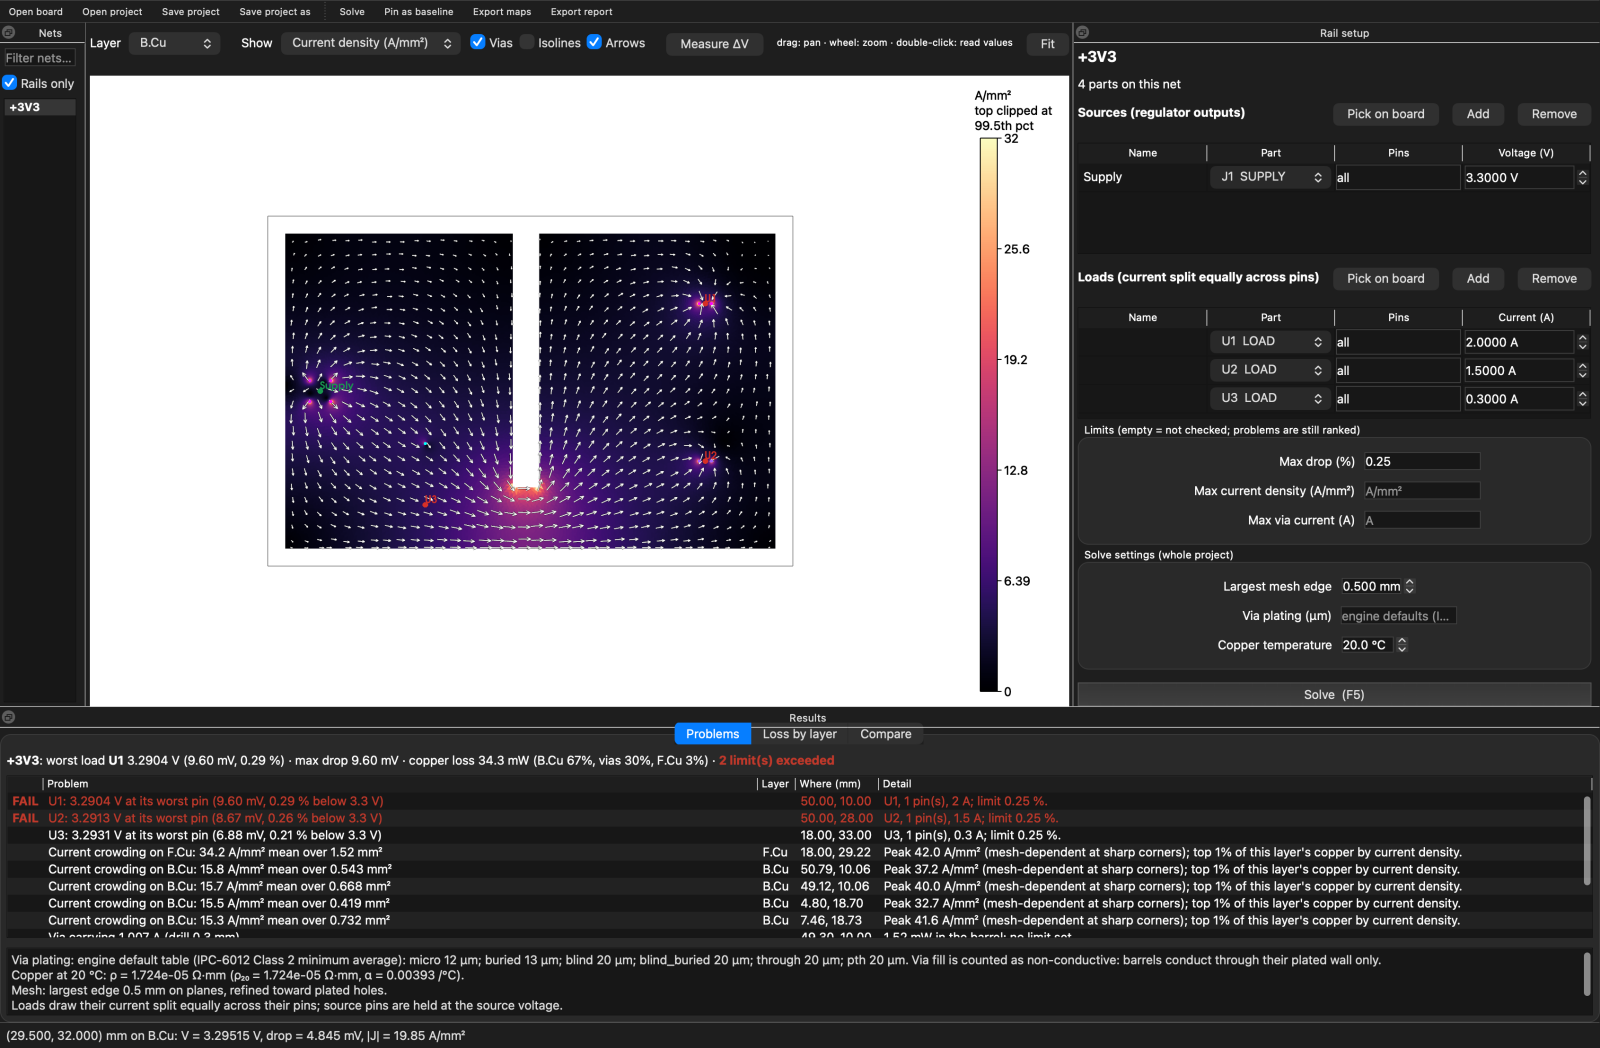 Open board Open project Save project Save project as Solve Pin as baseline Export maps Export report
Nets
Filter nets...
Rails only
+3V3
Layer B.Cu Show Current density (A/mm²) Vias Isolines Arrows Measure ΔV drag: pan · wheel: zoom · double-click: read values Fit
A/mm²
top clipped at
99.5th pct
32
25.6
19.2
12.8
6.39
0
Supply
U2
U3
Rail setup
+3V3
4 parts on this net
Sources (regulator outputs) Pick on board Add Remove
Name Part Pins Voltage (V)
Supply J1 SUPPLY all 3.3000 V
Loads (current split equally across pins) Pick on board Add Remove
Name Part Pins Current (A)
U1 LOAD all 2.0000 A
U2 LOAD all 1.5000 A
U3 LOAD all 0.3000 A
Limits (empty = not checked; problems are still ranked)
Max drop (%) 0.25
Max current density (A/mm²) A/mm²
Max via current (A) A
Solve settings (whole project)
Largest mesh edge 0.500 mm
Via plating (µm) engine defaults (I...
Copper temperature 20.0 °C
Solve (F5)
Results
Problems Loss by layer Compare
+3V3: worst load U1 3.2904 V (9.60 mV, 0.29 %) · max drop 9.60 mV · copper loss 34.3 mW (B.Cu 67%, vias 30%, F.Cu 3%) · 2 limit(s) exceeded
Problem Layer Where (mm) Detail
FAIL U1: 3.2904 V at its worst pin (9.60 mV, 0.29 % below 3.3 V) 50.00, 10.00 U1, 1 pin(s), 2 A; limit 0.25 %.
FAIL U2: 3.2913 V at its worst pin (8.67 mV, 0.26 % below 3.3 V) 50.00, 28.00 U2, 1 pin(s), 1.5 A; limit 0.25 %.
U3: 3.2931 V at its worst pin (6.88 mV, 0.21 % below 3.3 V) 18.00, 33.00 U3, 1 pin(s), 0.3 A; limit 0.25 %.
Current crowding on F.Cu: 34.2 A/mm² mean over 1.52 mm² F.Cu 18.00, 29.22 Peak 42.0 A/mm² (mesh-dependent at sharp corners); top 1% of this layer's copper by current density.
Current crowding on B.Cu: 15.8 A/mm² mean over 0.543 mm² B.Cu 50.79, 10.06 Peak 37.2 A/mm² (mesh-dependent at sharp corners); top 1% of this layer's copper by current density.
Current crowding on B.Cu: 15.7 A/mm² mean over 0.668 mm² B.Cu 49.12, 10.06 Peak 40.0 A/mm² (mesh-dependent at sharp corners); top 1% of this layer's copper by current density.
Current crowding on B.Cu: 15.5 A/mm² mean over 0.419 mm² B.Cu 4.80, 18.70 Peak 32.7 A/mm² (mesh-dependent at sharp corners); top 1% of this layer's copper by current density.
Current crowding on B.Cu: 15.3 A/mm² mean over 0.732 mm² B.Cu 7.46, 18.73 Peak 41.6 A/mm² (mesh-dependent at sharp corners); top 1% of this layer's copper by current density.
Via carrying 1.007 A (drill 0.3 mm) 49.30, 10.00 1.52 mW in the barrel; no limit set.
Via plating: engine default table (IPC-6012 Class 2 minimum average): micro 12 µm; buried 13 µm; blind 20 µm; blind_buried 20 µm; through 20 µm; pth 20 µm. Via fill is counted as non-conductive: barrels conduct through their plated wall only.
Copper at 20 °C: ρ = 1.724e-05 Ω·mm (ρ₂₀ = 1.724e-05 Ω·mm, α = 0.00393 /°C).
Mesh: largest edge 0.5 mm on planes, refined toward plated holes.
Loads draw their current split equally across their pins; source pins are held at the source voltage.
(29.500, 32.000) mm on B.Cu: V = 3.29515 V, drop = 4.845 mV, |J| = 19.85 A/mm²